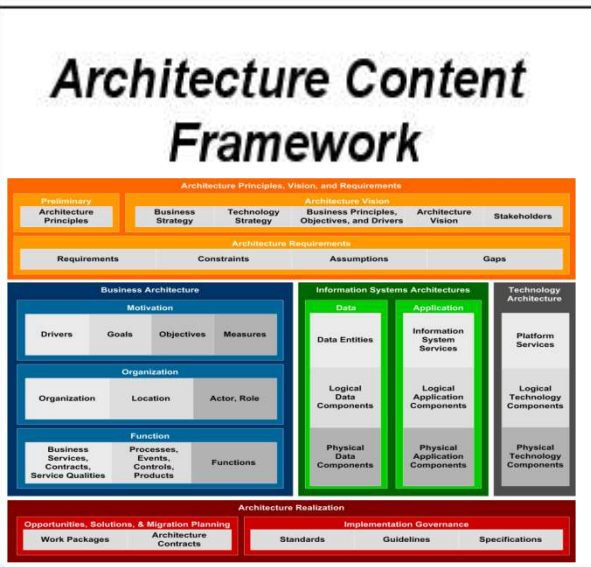 Architecture Content
Framework
Architecture Principles, Vision, and Requirements
Preliminary
Architecture
Principles
Architecture Vision
Business
Strategy
Technology
Strategy
Business Principles,
Objectives, and Drivers
Architecture
Vision
Stakeholders
Architecture Requirements
Requirements
Constraints
Assumptions
Gaps
Business Architecture
Motivation
Drivers
Goals
Objectives
Measures
Organization
Organization
Location
Actor, Role
Function
Business
Services,
Contracts,
Service Qualities
Processes,
Events,
Controls,
Products
Functions
Information Systems Architectures
Data
Data Entities
Logical
Data
Components
Physical
Data
Components
Application
Information
System
Services
Logical
Application
Components
Physical
Application
Components
Technology
Architecture
Platform
Services
Logical
Technology
Components
Physical
Technology
Components
Architecture Realization
Opportunities, Solutions, & Migration Planning
Work Packages
Architecture
Contracts
Implementation Governance
Standards
Guidelines
Specifications